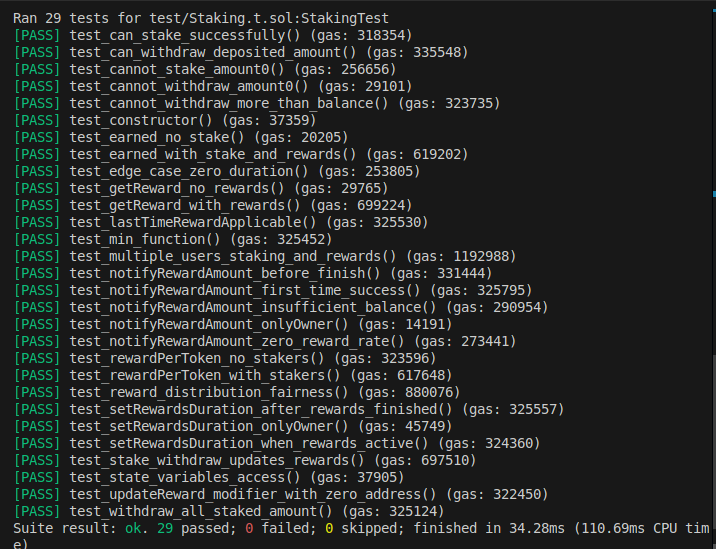 Ran 29 tests for test/Staking.t.sol:StakingTest
[PASS] test_can_stake_successfully() (gas: 318354)
[PASS] test_can_withdraw_deposited_amount() (gas: 335548)
[PASS] test_cannot_stake_amount0() (gas: 256656)
[PASS] test_cannot_withdraw_amount0() (gas: 29101)
[PASS] test_cannot_withdraw_more_than_balance() (gas: 323735)
[PASS] test_constructor() (gas: 37359)
[PASS] test_earned_no_stake() (gas: 20205)
[PASS] test_earned_with_stake_and_rewards() (gas: 619202)
[PASS] test_edge_case_zero_duration() (gas: 253805)
[PASS] test_getReward_no_rewards() (gas: 29765)
[PASS] test_getReward_with_rewards() (gas: 699224)
[PASS] test_lastTimeRewardApplicable() (gas: 325530)
[PASS] test_min_function() (gas: 325452)
[PASS] test_multiple_users_staking_and_rewards() (gas: 1192988)
[PASS] test_notifyRewardAmount_before_finish() (gas: 331444)
[PASS] test_notifyRewardAmount_first_time_success() (gas: 325795)
[PASS] test_notifyRewardAmount_insufficient_balance() (gas: 290954)
[PASS] test_notifyRewardAmount_onlyOwner() (gas: 14191)
[PASS] test_notifyRewardAmount_zero_reward_rate() (gas: 273441)
[PASS] test_rewardPerToken_no_stakers() (gas: 323596)
[PASS] test_rewardPerToken_with_stakers() (gas: 617648)
[PASS] test_reward_distribution_fairness() (gas: 880076)
[PASS] test_setRewardsDuration_after_rewards_finished() (gas: 325557)
[PASS] test_setRewardsDuration_onlyOwner() (gas: 45749)
[PASS] test_setRewardsDuration_when_rewards_active() (gas: 324360)
[PASS] test_stake_withdraw_updates_rewards() (gas: 697510)
[PASS] test_state_variables_access() (gas: 37905)
[PASS] test_updateReward_modifier_with_zero_address() (gas: 322450)
[PASS] test_withdraw_all_staked_amount() (gas: 325124)
Suite result: ok. 29 passed; 0 failed; 0 skipped; finished in 34.28ms (110.69ms CPU tim
e)